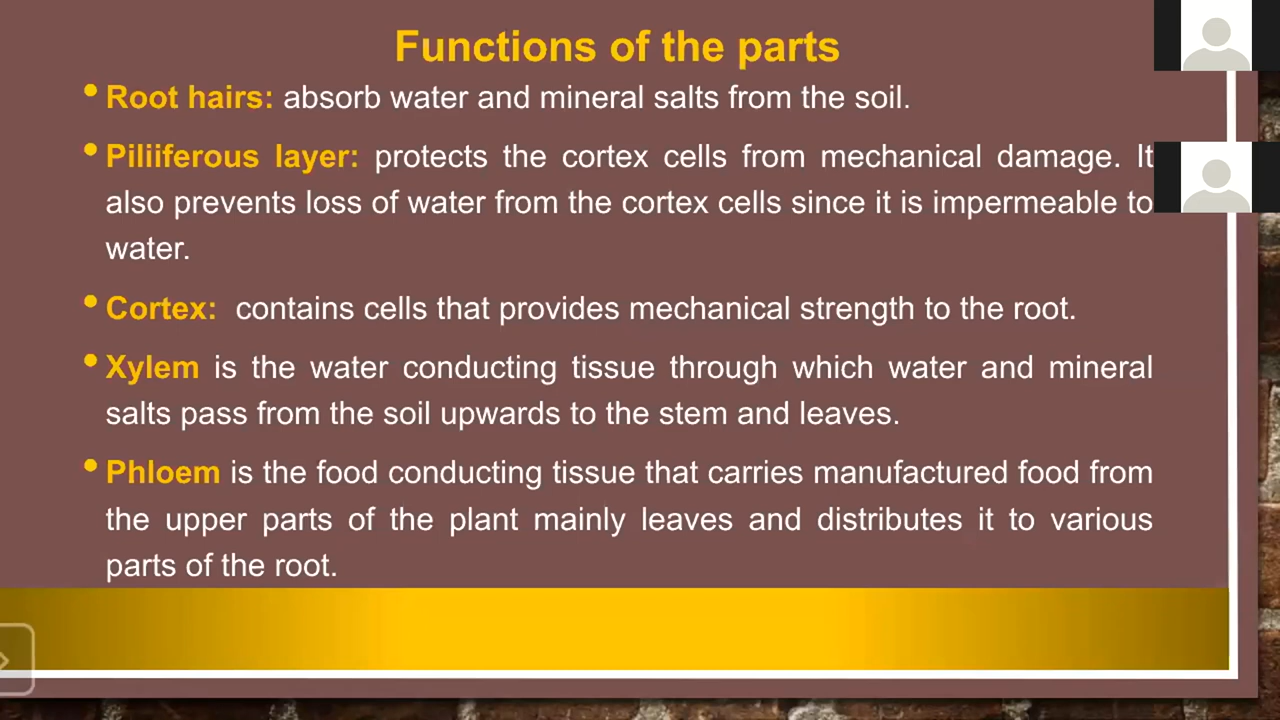 Functions of the parts
• Root hairs: absorb water and mineral salts from the soil.
• Piliiferous layer: protects the cortex cells from mechanical damage. It
also prevents loss of water from the cortex cells since it is impermeable to
water.
• Cortex: contains cells that provides mechanical strength to the root.
• Xylem is the water conducting tissue through which water and mineral
salts pass from the soil upwards to the stem and leaves.
• Phloem is the food conducting tissue that carries manufactured food from
the upper parts of the plant mainly leaves and distributes it to various
parts of the root.